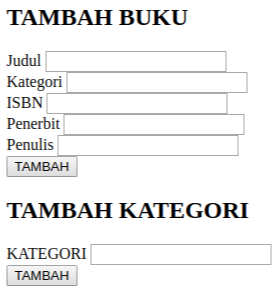 TAMBAH BUKU
Judul
Kategori
ISBN
Penerbit
Penulis
TAMBAH
TAMBAH KATEGORI
KATEGORI
TAMBAH